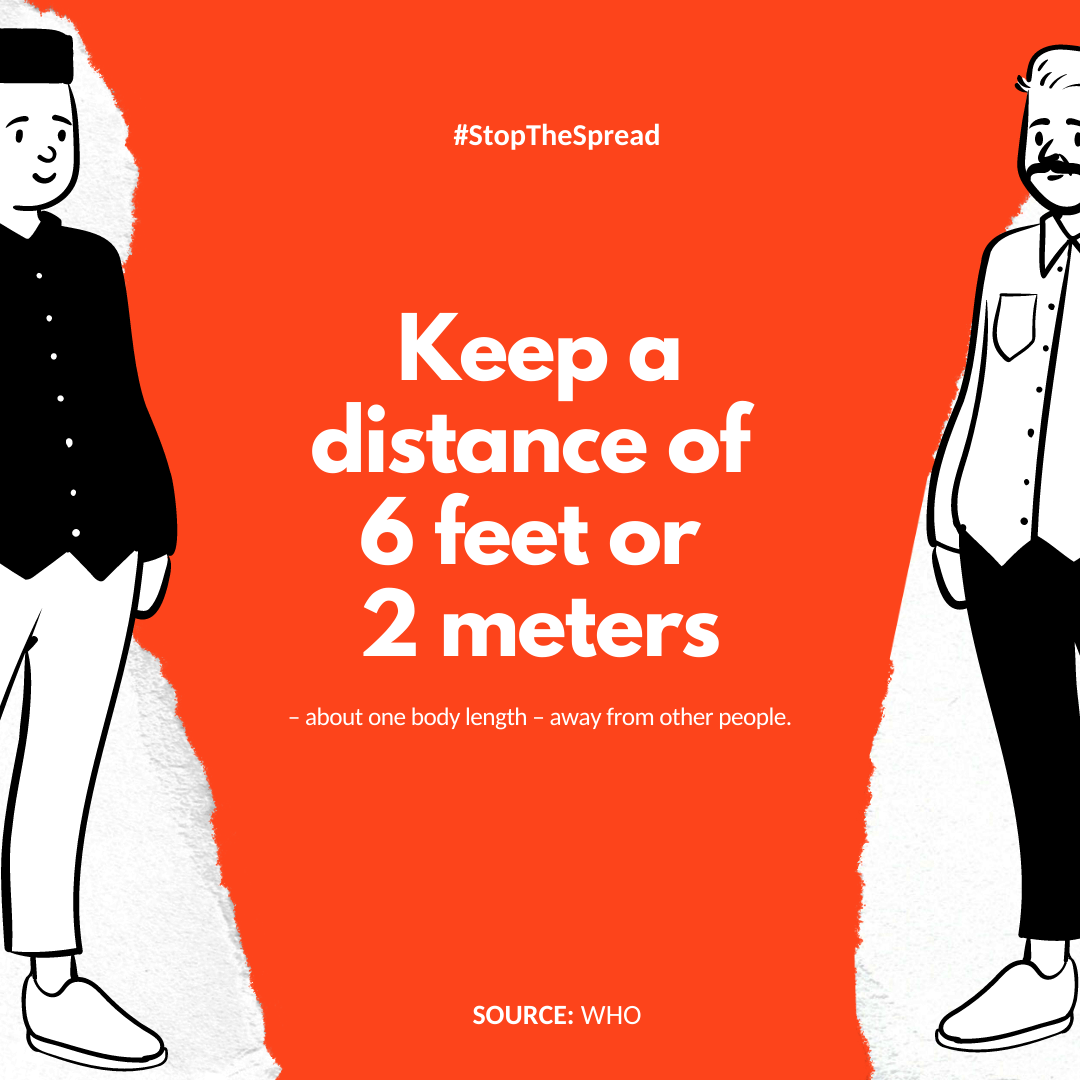 #StopTheSpread
Keep a
distance of
6 feet or
2 meters
– about one body length – away from other people.
SOURCE: WHO